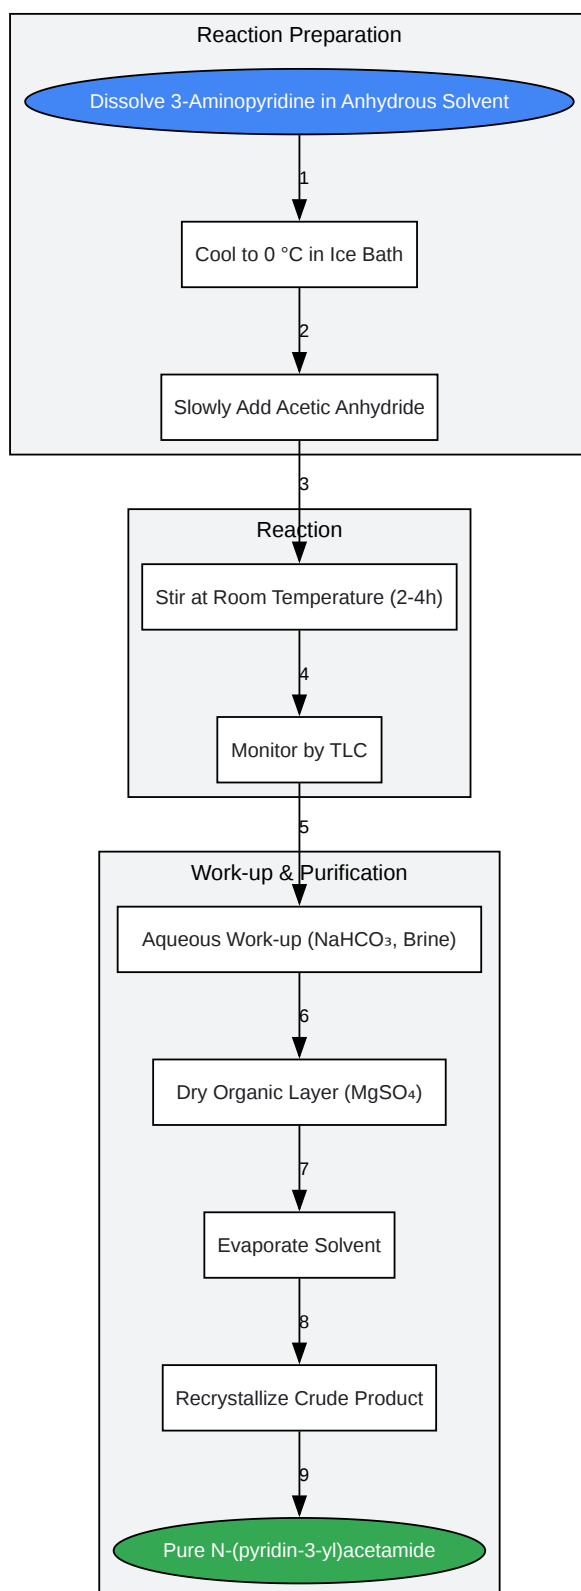 Reaction Preparation
Dissolve 3-Aminopyridine in Anhydrous Solvent
1
Cool to 0 °C in Ice Bath
2
Slowly Add Acetic Anhydride
3
Reaction
Stir at Room Temperature (2-4h)
4
Monitor by TLC
5
Work-up & Purification
Aqueous Work-up (NaHCO₃, Brine)
6
Dry Organic Layer (MgSO₄)
7
Evaporate Solvent
8
Recrystallize Crude Product
9
Pure N-(pyridin-3-yl)acetamide